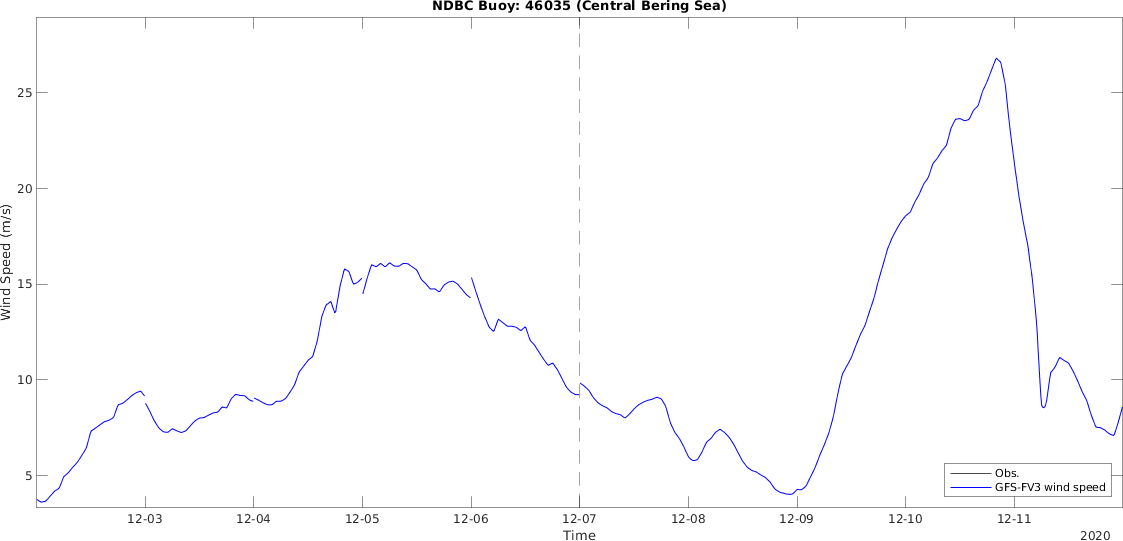 NDBC Buoy: 46035 (Central Bering Sea)
25
20
15
10
5
Wind Speed (m/s)
Obs.
GFS-FV3 wind speed
12-03 12-04 12-05 12-06 12-07 12-08 12-09 12-10 12-11
Time
2020